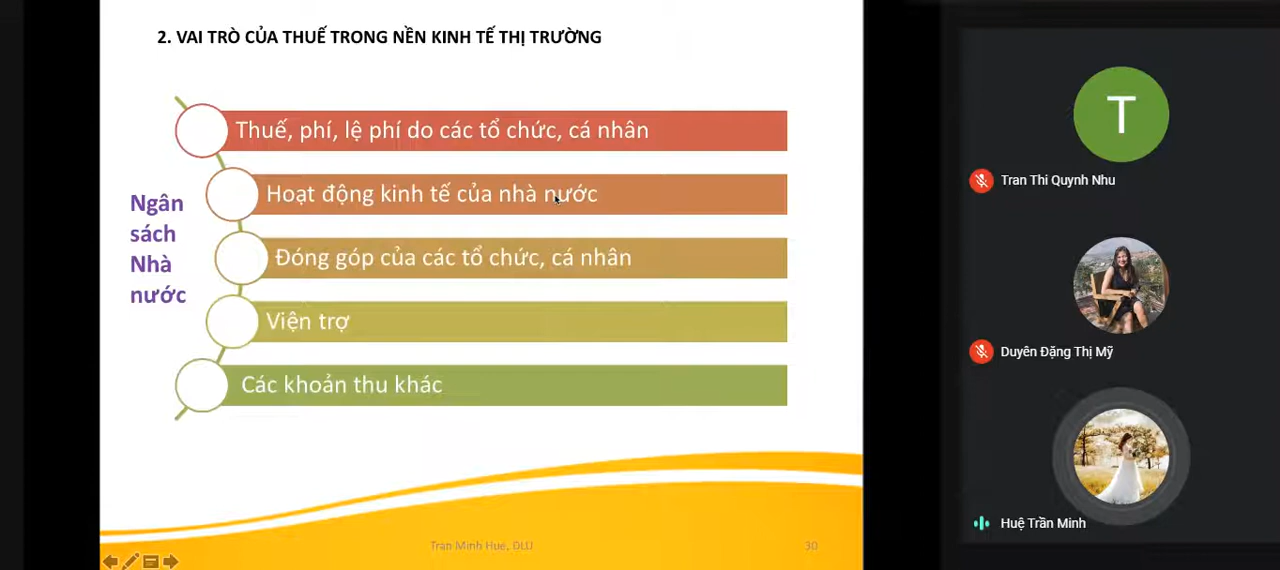 2. VAI TRÒ CỦA THUẾ TRONG NỀN KINH TẾ THỊ TRƯỜNG
Ngân
sách
Nhà
nước
Thuế, phí, lệ phí do các tổ chức, cá nhân
Hoạt động kinh tế của nhà nước
Đóng góp của các tổ chức, cá nhân
Viện trợ
Các khoản thu khác
Tran Minh Hue, DLU
30
T
Tran Thi Quynh Nhu
Duyên Đặng Thị Mỹ
Huệ Trần Minh